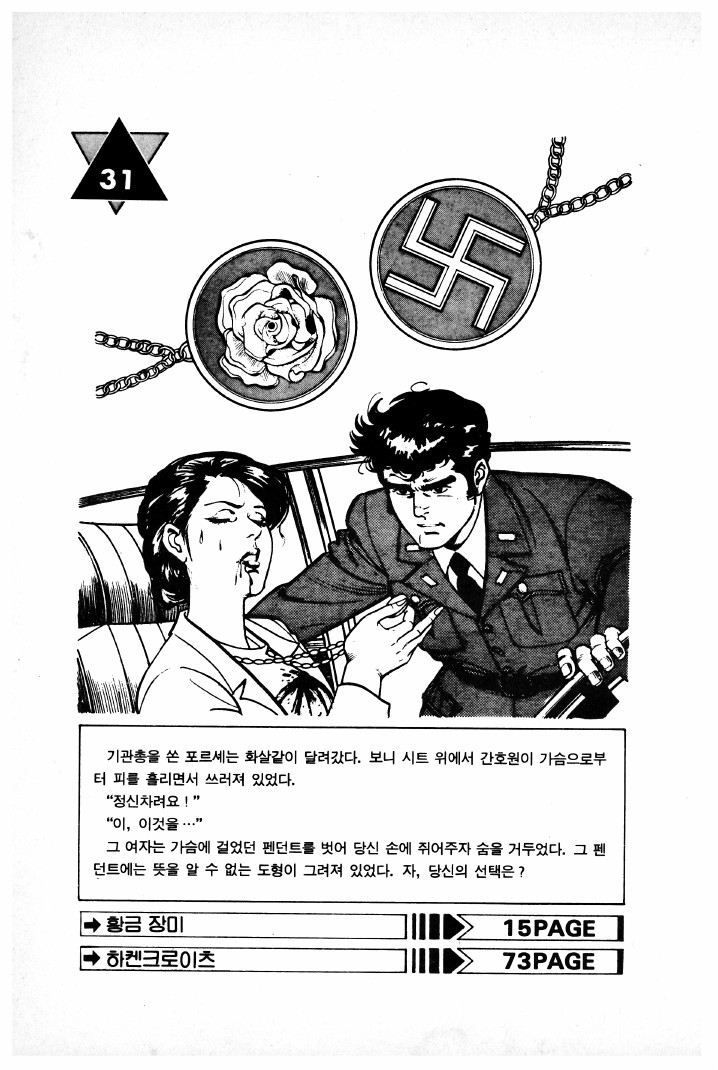 31
기관총을 쏜 포르셰는 화살같이 달려갔다. 보니 시트 위에서 간호원이 가슴으로부
터 피를 흘리면서 쓰러져 있었다.
“정신차려요!”
“이, 이것을…”
그 여자는 가슴에 걸었던 펜던트를 벗어 당신 손에 쥐어주자 숨을 거두었다. 그 펜
던트에는 뜻을 알 수 없는 도형이 그려져 있었다. 자, 당신의 선택은?
➔ 황금 장미 15PAGE
➔ 하켄크로이츠 73PAGE